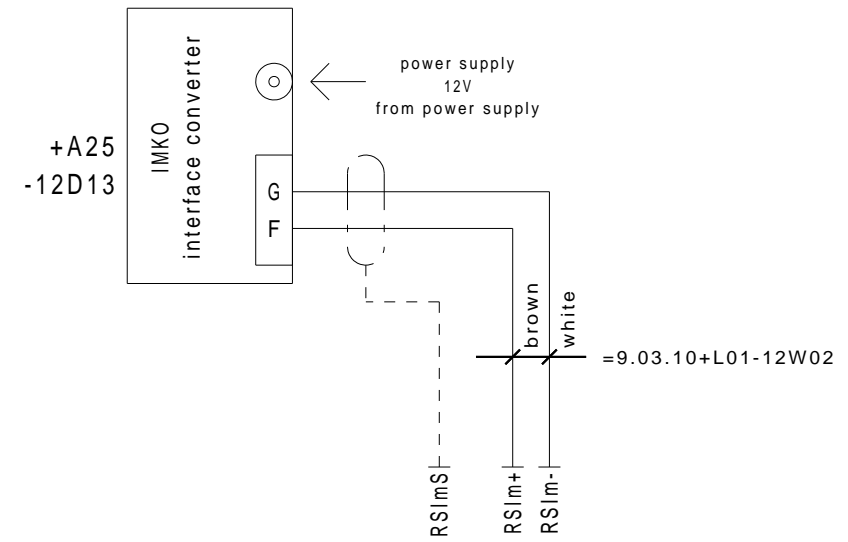 power supply
12V
from power supply
+A25
-12D13
IMKO
interface converter
G
F
brown
white
=9.03.10+L01-12W02
RSImS
RSIm+
RSIm-